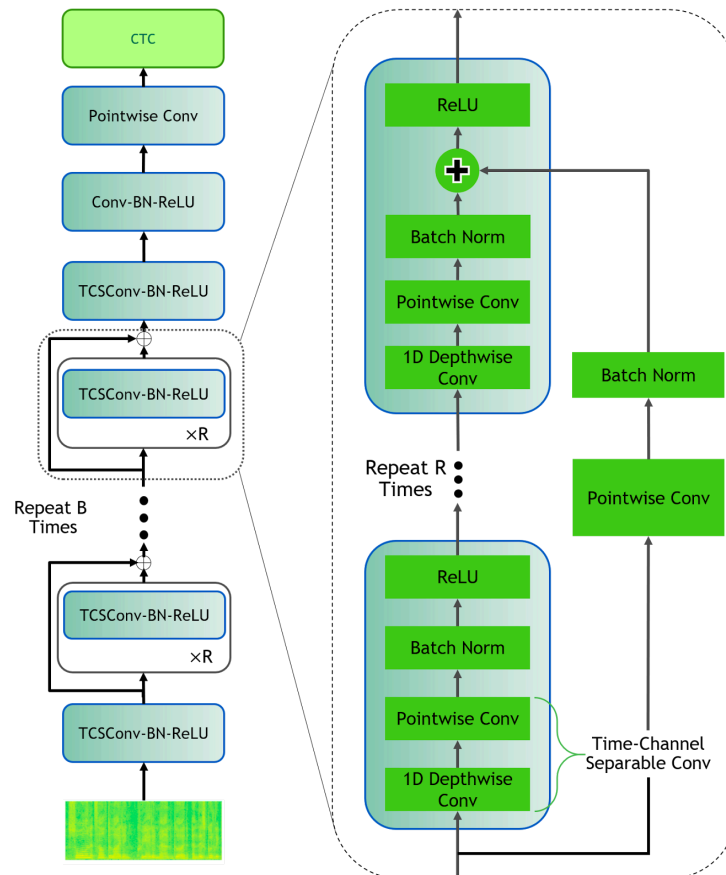 CTC
Pointwise Conv
Conv-BN-ReLU
TCSConv-BN-ReLU
TCSConv-BN-ReLU
×R
Repeat B
Times
TCSConv-BN-ReLU
×R
TCSConv-BN-ReLU
ReLU
Batch Norm
Pointwise Conv
1D Depthwise
Conv
Batch Norm
Repeat R
Times
Pointwise Conv
ReLU
Batch Norm
Pointwise Conv
Time-Channel
Separable Conv
1D Depthwise
Conv